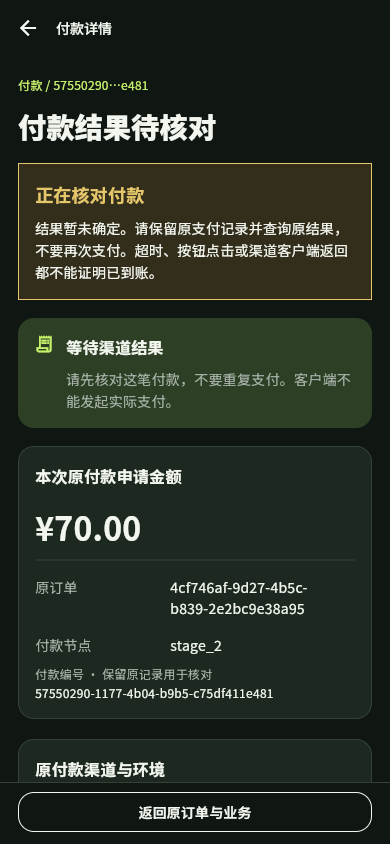 付款详情
付款 / 57550290…e481
付款结果待核对
正在核对付款
结果暂未确定。请保留原支付记录并查询原结果，
不要再次支付。超时、按钮点击或渠道客户端返回
都不能证明已到账。
等待渠道结果
请先核对这笔付款，不要重复支付。客户端不
能发起实际支付。
本次原付款申请金额
¥70.00
原订单
4cf746af-9d27-4b5c-
b839-2e2bc9e38a95
付款节点
stage_2
付款编号 · 保留原记录用于核对
57550290-1177-4b04-b9b5-c75df411e481
原付款渠道与环境
返回原订单与业务